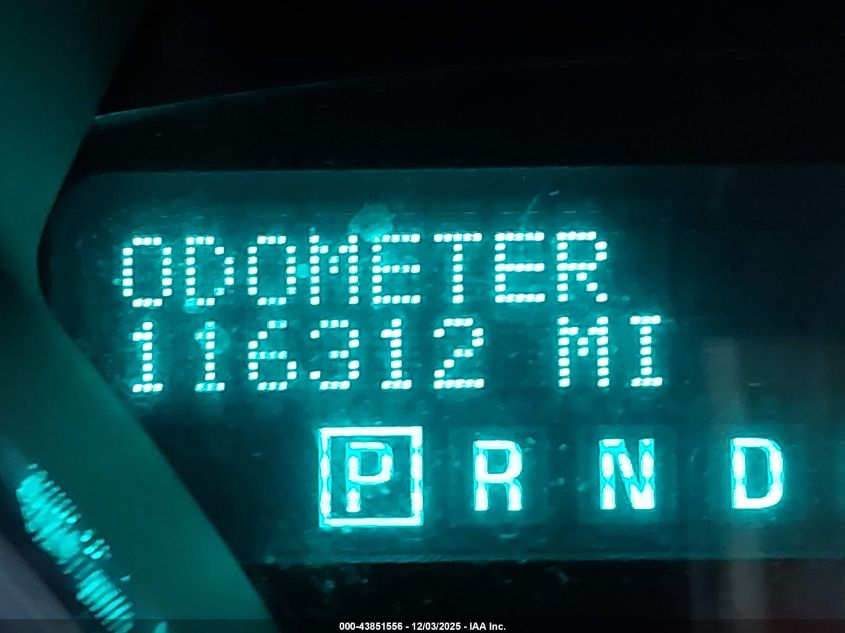 ODOMETER
116312 MI
P R N D
000-43851556 - 12/03/2025 - IAA Inc.